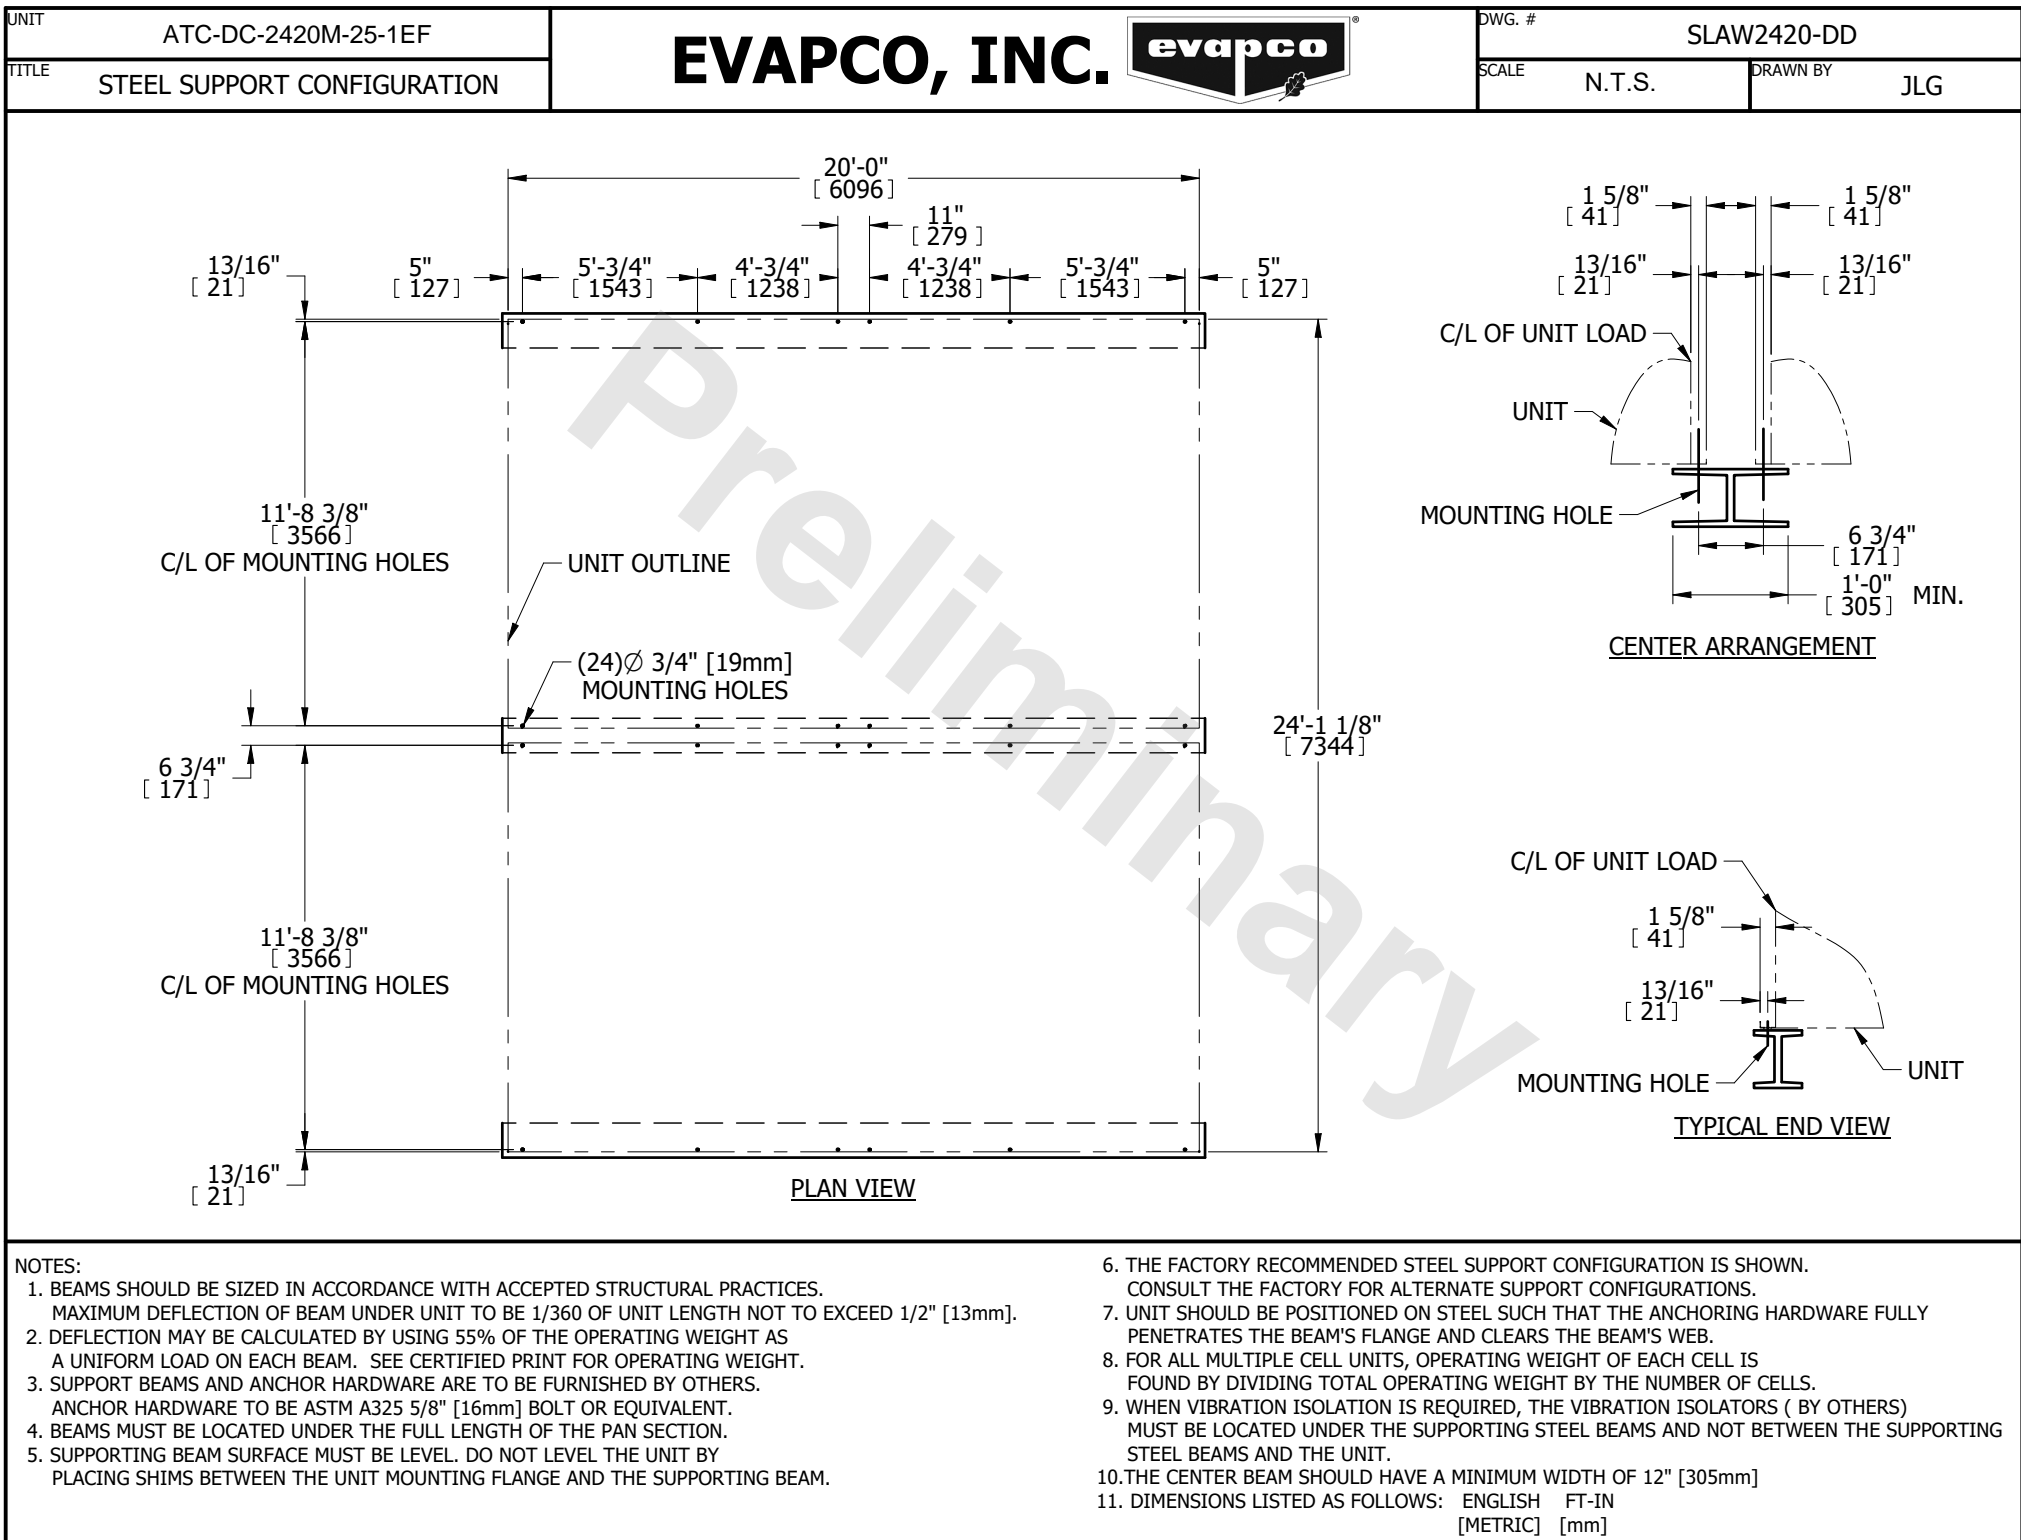 UNIT
ATC-DC-2420M-25-1EF
TITLE
STEEL SUPPORT CONFIGURATION
EVAPCO, INC.
evapco®
DWG. #
SLAW2420-DD
SCALE
N.T.S.
DRAWN BY
JLG
20'-0"
[ 6096 ]
11"
[ 279 ]
13/16"
[ 21 ]
5"
[ 127 ]
5'-3/4"
[ 1543 ]
4'-3/4"
[ 1238 ]
4'-3/4"
[ 1238 ]
5'-3/4"
[ 1543 ]
5"
[ 127 ]
11'-8 3/8"
[ 3566 ]
C/L OF MOUNTING HOLES
UNIT OUTLINE
(24)∅ 3/4" [19mm]
MOUNTING HOLES
6 3/4"
[ 171 ]
24'-1 1/8"
[ 7344 ]
11'-8 3/8"
[ 3566 ]
C/L OF MOUNTING HOLES
13/16"
[ 21 ]
PLAN VIEW
Preliminary
1 5/8"
[ 41 ]
1 5/8"
[ 41 ]
13/16"
[ 21 ]
13/16"
[ 21 ]
C/L OF UNIT LOAD
UNIT
MOUNTING HOLE
6 3/4"
[ 171 ]
1'-0"
[ 305 ] MIN.
CENTER ARRANGEMENT
C/L OF UNIT LOAD
1 5/8"
[ 41 ]
13/16"
[ 21 ]
MOUNTING HOLE
UNIT
TYPICAL END VIEW
NOTES:
1. BEAMS SHOULD BE SIZED IN ACCORDANCE WITH ACCEPTED STRUCTURAL PRACTICES.
MAXIMUM DEFLECTION OF BEAM UNDER UNIT TO BE 1/360 OF UNIT LENGTH NOT TO EXCEED 1/2" [13mm].
2. DEFLECTION MAY BE CALCULATED BY USING 55% OF THE OPERATING WEIGHT AS
A UNIFORM LOAD ON EACH BEAM. SEE CERTIFIED PRINT FOR OPERATING WEIGHT.
3. SUPPORT BEAMS AND ANCHOR HARDWARE ARE TO BE FURNISHED BY OTHERS.
ANCHOR HARDWARE TO BE ASTM A325 5/8" [16mm] BOLT OR EQUIVALENT.
4. BEAMS MUST BE LOCATED UNDER THE FULL LENGTH OF THE PAN SECTION.
5. SUPPORTING BEAM SURFACE MUST BE LEVEL. DO NOT LEVEL THE UNIT BY
PLACING SHIMS BETWEEN THE UNIT MOUNTING FLANGE AND THE SUPPORTING BEAM.
6. THE FACTORY RECOMMENDED STEEL SUPPORT CONFIGURATION IS SHOWN.
CONSULT THE FACTORY FOR ALTERNATE SUPPORT CONFIGURATIONS.
7. UNIT SHOULD BE POSITIONED ON STEEL SUCH THAT THE ANCHORING HARDWARE FULLY
PENETRATES THE BEAM'S FLANGE AND CLEARS THE BEAM'S WEB.
8. FOR ALL MULTIPLE CELL UNITS, OPERATING WEIGHT OF EACH CELL IS
FOUND BY DIVIDING TOTAL OPERATING WEIGHT BY THE NUMBER OF CELLS.
9. WHEN VIBRATION ISOLATION IS REQUIRED, THE VIBRATION ISOLATORS ( BY OTHERS)
MUST BE LOCATED UNDER THE SUPPORTING STEEL BEAMS AND NOT BETWEEN THE SUPPORTING
STEEL BEAMS AND THE UNIT.
10.THE CENTER BEAM SHOULD HAVE A MINIMUM WIDTH OF 12" [305mm]
11. DIMENSIONS LISTED AS FOLLOWS: ENGLISH FT-IN
[METRIC] [mm]